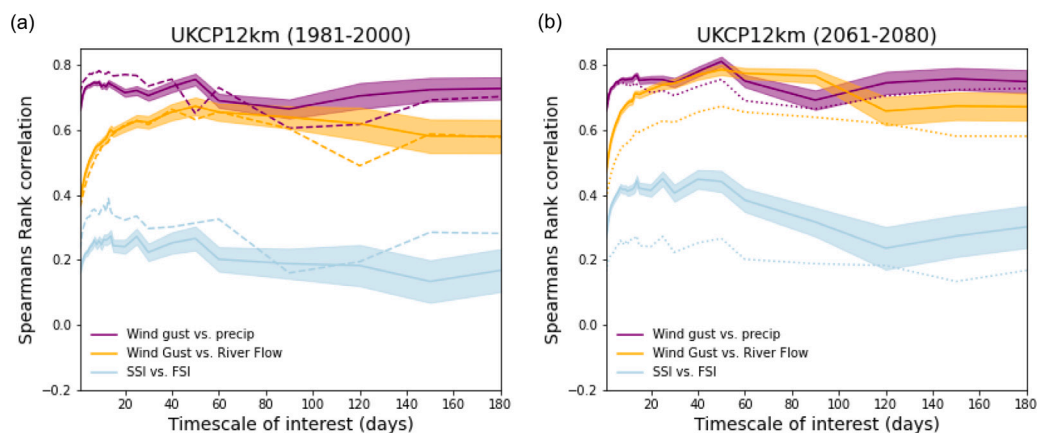 (a)
UKCP12km (1981-2000)
Spearmans Rank correlation
0.8
0.6
0.4
0.2
0.0
−0.2
Wind gust vs. precip
Wind Gust vs. River Flow
SSI vs. FSI
20 40 60 80 100 120 140 160 180
Timescale of interest (days)
(b)
UKCP12km (2061-2080)
Spearmans Rank correlation
0.8
0.6
0.4
0.2
0.0
−0.2
Wind gust vs. precip
Wind Gust vs. River Flow
SSI vs. FSI
20 40 60 80 100 120 140 160 180
Timescale of interest (days)